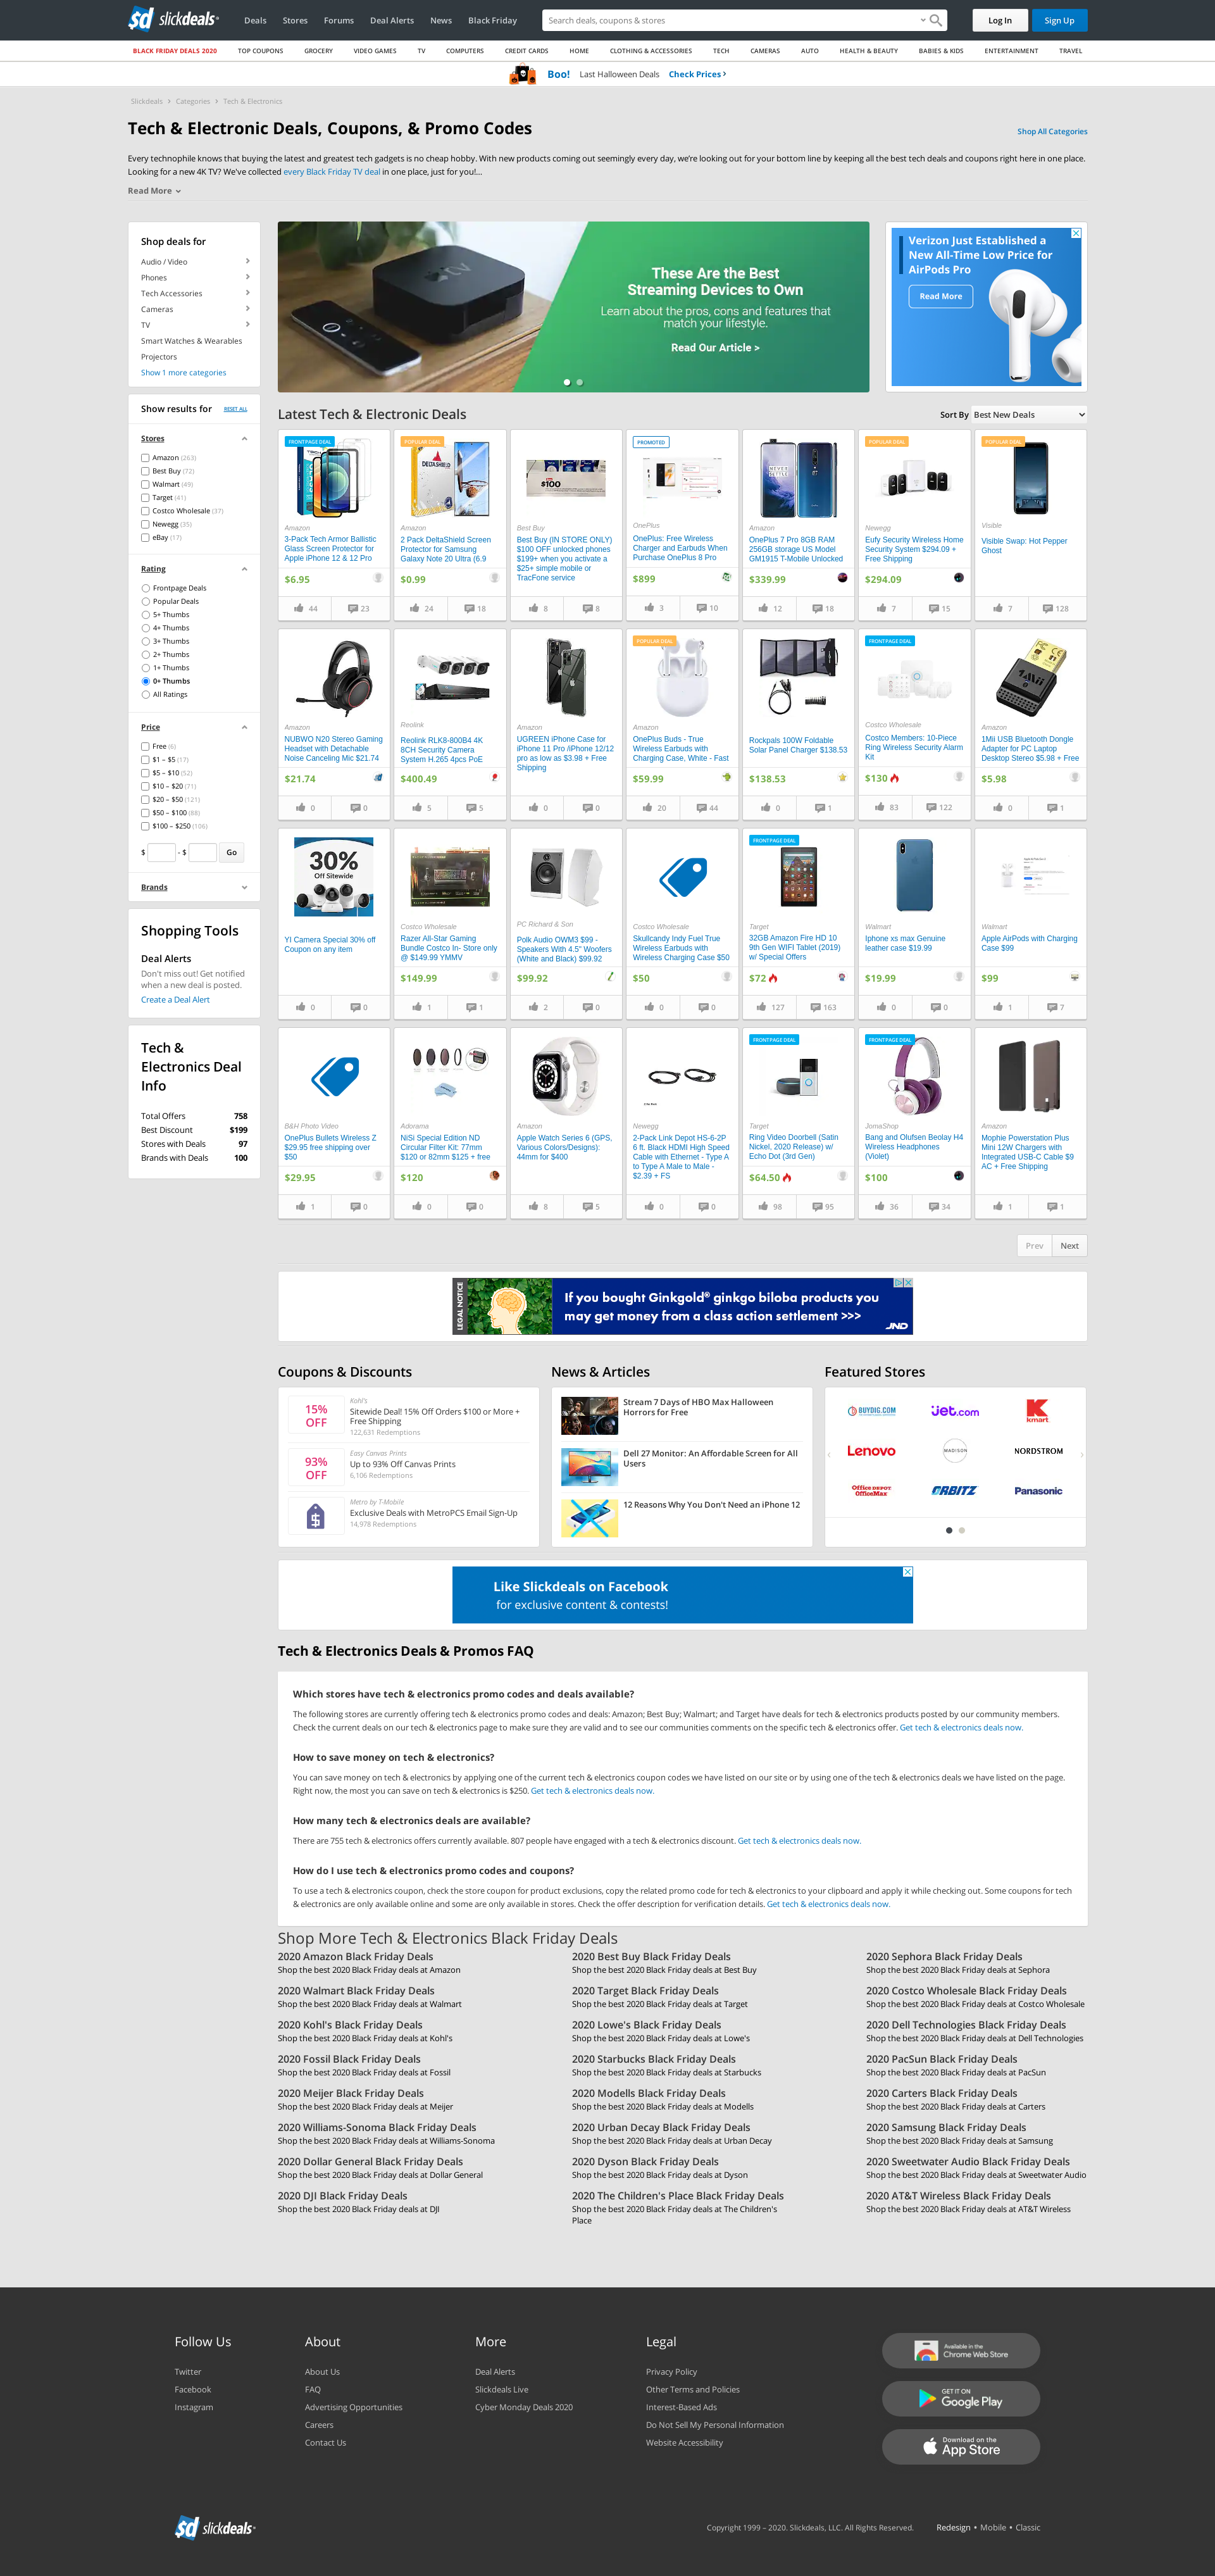 slickdeals
Deals Stores Forums Deal Alerts News Black Friday
Search deals, coupons & stores
Log In Sign Up
BLACK FRIDAY DEALS 2020 TOP COUPONS GROCERY VIDEO GAMES TV COMPUTERS CREDIT CARDS HOME CLOTHING & ACCESSORIES TECH CAMERAS AUTO HEALTH & BEAUTY BABIES & KIDS ENTERTAINMENT TRAVEL
Boo! Last Halloween Deals Check Prices ›
Slickdeals › Categories › Tech & Electronics
Tech & Electronic Deals, Coupons, & Promo Codes
Shop All Categories
Every technophile knows that buying the latest and greatest tech gadgets is no cheap hobby. With new products coming out seemingly every day, we're looking out for your bottom line by keeping all the best tech deals and coupons right here in one place.
Looking for a new 4K TV? We've collected every Black Friday TV deal in one place, just for you!...
Read More
Shop deals for
Audio / Video
Phones
Tech Accessories
Cameras
TV
Smart Watches & Wearables
Projectors
Show 1 more categories
Show results for RESET ALL
Stores
Amazon (263)
Best Buy (72)
Walmart (49)
Target (41)
Costco Wholesale (37)
Newegg (35)
eBay (17)
Rating
Frontpage Deals
Popular Deals
5+ Thumbs
4+ Thumbs
3+ Thumbs
2+ Thumbs
1+ Thumbs
0+ Thumbs
All Ratings
Price
Free (6)
$1 – $5 (17)
$5 – $10 (52)
$10 – $20 (71)
$20 – $50 (121)
$50 – $100 (88)
$100 – $250 (106)
$ - $ Go
Brands
Shopping Tools
Deal Alerts
Don't miss out! Get notified
when a new deal is posted.
Create a Deal Alert
Tech &
Electronics Deal
Info
Total Offers 758
Best Discount $199
Stores with Deals 97
Brands with Deals 100
These Are the Best
Streaming Devices to Own
Learn about the pros, cons and features that
match your lifestyle.
Read Our Article >
Verizon Just Established a
New All-Time Low Price for
AirPods Pro
Read More
Latest Tech & Electronic Deals
Sort By Best New Deals
FRONTPAGE DEAL
Amazon
3-Pack Tech Armor Ballistic
Glass Screen Protector for
Apple iPhone 12 & 12 Pro
$6.95
44 23
POPULAR DEAL
Amazon
2 Pack DeltaShield Screen
Protector for Samsung
Galaxy Note 20 Ultra (6.9
$0.99
24 18
$100
Best Buy
Best Buy (IN STORE ONLY)
$100 OFF unlocked phones
$199+ when you activate a
$25+ simple mobile or
TracFone service
8 8
PROMOTED
OnePlus
OnePlus: Free Wireless
Charger and Earbuds When
Purchase OnePlus 8 Pro
$899
3 10
Amazon
OnePlus 7 Pro 8GB RAM
256GB storage US Model
GM1915 T-Mobile Unlocked
$339.99
12 18
POPULAR DEAL
Newegg
Eufy Security Wireless Home
Security System $294.09 +
Free Shipping
$294.09
7 15
POPULAR DEAL
Visible
Visible Swap: Hot Pepper
Ghost
7 128
Amazon
NUBWO N20 Stereo Gaming
Headset with Detachable
Noise Canceling Mic $21.74
$21.74
0 0
Reolink
Reolink RLK8-800B4 4K
8CH Security Camera
System H.265 4pcs PoE
$400.49
5 5
Amazon
UGREEN iPhone Case for
iPhone 11 Pro /iPhone 12/12
pro as low as $3.98 + Free
Shipping
0 0
POPULAR DEAL
Amazon
OnePlus Buds - True
Wireless Earbuds with
Charging Case, White - Fast
$59.99
20 44
Rockpals 100W Foldable
Solar Panel Charger $138.53
$138.53
0 1
FRONTPAGE DEAL
Costco Wholesale
Costco Members: 10-Piece
Ring Wireless Security Alarm
Kit
$130
83 122
1Mii
Amazon
1Mii USB Bluetooth Dongle
Adapter for PC Laptop
Desktop Stereo $5.98 + Free
$5.98
0 1
30%
Off Sitewide
YI Camera Special 30% off
Coupon on any item
0 0
Costco Wholesale
Razer All-Star Gaming
Bundle Costco In- Store only
@ $149.99 YMMV
$149.99
1 1
PC Richard & Son
Polk Audio OWM3 $99 -
Speakers With 4.5" Woofers
(White and Black) $99.92
$99.92
2 0
Costco Wholesale
Skullcandy Indy Fuel True
Wireless Earbuds with
Wireless Charging Case $50
$50
0 0
FRONTPAGE DEAL
Target
32GB Amazon Fire HD 10
9th Gen WIFI Tablet (2019)
w/ Special Offers
$72
127 163
Walmart
Iphone xs max Genuine
leather case $19.99
$19.99
0 0
Walmart
Apple AirPods with Charging
Case $99
$99
1 7
B&H Photo Video
OnePlus Bullets Wireless Z
$29.95 free shipping over
$50
$29.95
1 0
Adorama
NiSi Special Edition ND
Circular Filter Kit: 77mm
$120 or 82mm $125 + free
$120
0 0
Amazon
Apple Watch Series 6 (GPS,
Various Colors/Designs):
44mm for $400
8 5
Newegg
2-Pack Link Depot HS-6-2P
6 ft. Black HDMI High Speed
Cable with Ethernet - Type A
to Type A Male to Male -
$2.39 + FS
0 0
FRONTPAGE DEAL
Target
Ring Video Doorbell (Satin
Nickel, 2020 Release) w/
Echo Dot (3rd Gen)
$64.50
98 95
FRONTPAGE DEAL
JomaShop
Bang and Olufsen Beolay H4
Wireless Headphones
(Violet)
$100
36 34
Amazon
Mophie Powerstation Plus
Mini 12W Chargers with
Integrated USB-C Cable $9
AC + Free Shipping
1 1
Prev Next
LEGAL NOTICE
If you bought Ginkgold® ginkgo biloba products you
may get money from a class action settlement >>>
JND
Coupons & Discounts
15%
OFF
Kohl's
Sitewide Deal! 15% Off Orders $100 or More +
Free Shipping
122,631 Redemptions
93%
OFF
Easy Canvas Prints
Up to 93% Off Canvas Prints
6,106 Redemptions
Metro by T-Mobile
Exclusive Deals with MetroPCS Email Sign-Up
14,978 Redemptions
News & Articles
Stream 7 Days of HBO Max Halloween
Horrors for Free
Dell 27 Monitor: An Affordable Screen for All
Users
12 Reasons Why You Don't Need an iPhone 12
Featured Stores
BUYDIG.COM Jet.com kmart
Lenovo MADISON NORDSTROM
Office DEPOT
OfficeMax ORBITZ Panasonic
Like Slickdeals on Facebook
for exclusive content & contests!
Tech & Electronics Deals & Promos FAQ
Which stores have tech & electronics promo codes and deals available?
The following stores are currently offering tech & electronics promo codes and deals: Amazon; Best Buy; Walmart; and Target have deals for tech & electronics products posted by our community members.
Check the current deals on our tech & electronics page to make sure they are valid and to see our communities comments on the specific tech & electronics offer. Get tech & electronics deals now.
How to save money on tech & electronics?
You can save money on tech & electronics by applying one of the current tech & electronics coupon codes we have listed on our site or by using one of the tech & electronics deals we have listed on the page.
Right now, the most you can save on tech & electronics is $250. Get tech & electronics deals now.
How many tech & electronics deals are available?
There are 755 tech & electronics offers currently available. 807 people have engaged with a tech & electronics discount. Get tech & electronics deals now.
How do I use tech & electronics promo codes and coupons?
To use a tech & electronics coupon, check the store coupon for product exclusions, copy the related promo code for tech & electronics to your clipboard and apply it while checking out. Some coupons for tech
& electronics are only available online and some are only available in stores. Check the offer description for verification details. Get tech & electronics deals now.
Shop More Tech & Electronics Black Friday Deals
2020 Amazon Black Friday Deals
Shop the best 2020 Black Friday deals at Amazon
2020 Best Buy Black Friday Deals
Shop the best 2020 Black Friday deals at Best Buy
2020 Sephora Black Friday Deals
Shop the best 2020 Black Friday deals at Sephora
2020 Walmart Black Friday Deals
Shop the best 2020 Black Friday deals at Walmart
2020 Target Black Friday Deals
Shop the best 2020 Black Friday deals at Target
2020 Costco Wholesale Black Friday Deals
Shop the best 2020 Black Friday deals at Costco Wholesale
2020 Kohl's Black Friday Deals
Shop the best 2020 Black Friday deals at Kohl's
2020 Lowe's Black Friday Deals
Shop the best 2020 Black Friday deals at Lowe's
2020 Dell Technologies Black Friday Deals
Shop the best 2020 Black Friday deals at Dell Technologies
2020 Fossil Black Friday Deals
Shop the best 2020 Black Friday deals at Fossil
2020 Starbucks Black Friday Deals
Shop the best 2020 Black Friday deals at Starbucks
2020 PacSun Black Friday Deals
Shop the best 2020 Black Friday deals at PacSun
2020 Meijer Black Friday Deals
Shop the best 2020 Black Friday deals at Meijer
2020 Modells Black Friday Deals
Shop the best 2020 Black Friday deals at Modells
2020 Carters Black Friday Deals
Shop the best 2020 Black Friday deals at Carters
2020 Williams-Sonoma Black Friday Deals
Shop the best 2020 Black Friday deals at Williams-Sonoma
2020 Urban Decay Black Friday Deals
Shop the best 2020 Black Friday deals at Urban Decay
2020 Samsung Black Friday Deals
Shop the best 2020 Black Friday deals at Samsung
2020 Dollar General Black Friday Deals
Shop the best 2020 Black Friday deals at Dollar General
2020 Dyson Black Friday Deals
Shop the best 2020 Black Friday deals at Dyson
2020 Sweetwater Audio Black Friday Deals
Shop the best 2020 Black Friday deals at Sweetwater Audio
2020 DJI Black Friday Deals
Shop the best 2020 Black Friday deals at DJI
2020 The Children's Place Black Friday Deals
Shop the best 2020 Black Friday deals at The Children's
Place
2020 AT&T Wireless Black Friday Deals
Shop the best 2020 Black Friday deals at AT&T Wireless
Follow Us
Twitter
Facebook
Instagram
About
About Us
FAQ
Advertising Opportunities
Careers
Contact Us
More
Deal Alerts
Slickdeals Live
Cyber Monday Deals 2020
Legal
Privacy Policy
Other Terms and Policies
Interest-Based Ads
Do Not Sell My Personal Information
Website Accessibility
Available in the
Chrome Web Store
GET IT ON
Google Play
Download on the
App Store
slickdeals
Copyright 1999 – 2020. Slickdeals, LLC. All Rights Reserved. Redesign • Mobile • Classic